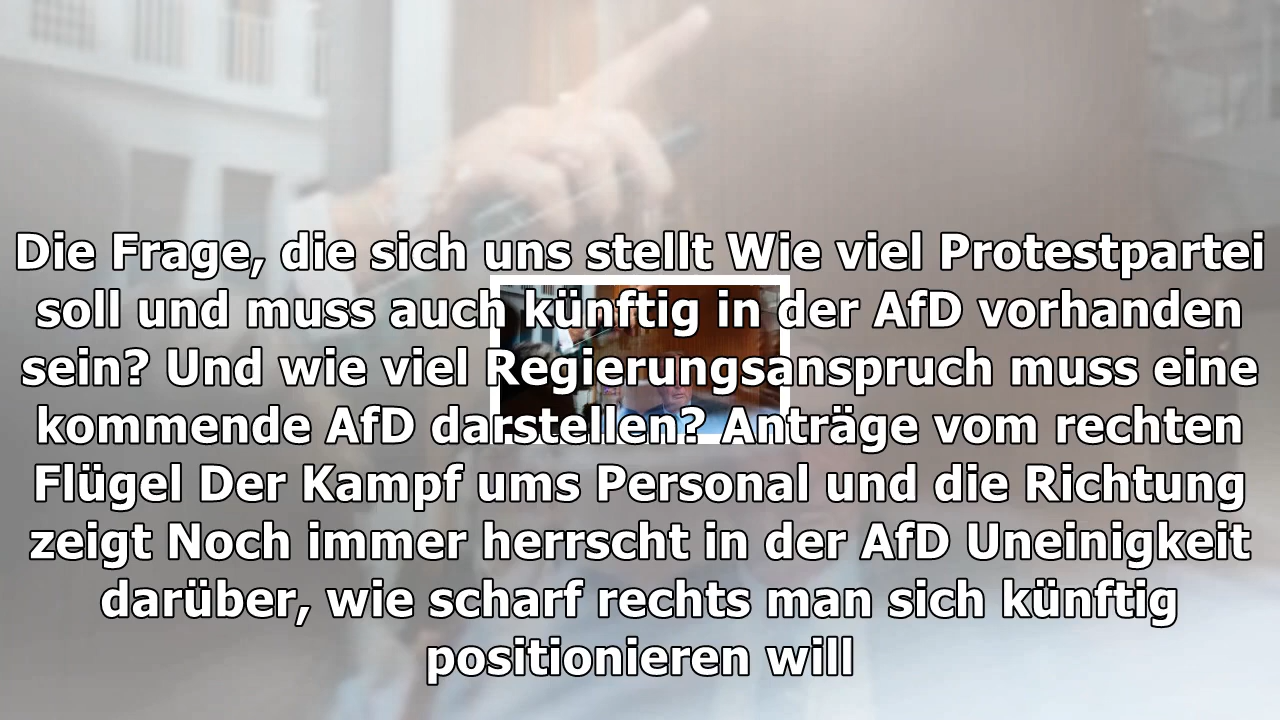 Die Frage, die sich uns stellt Wie viel Protestpartei
soll und muss auch künftig in der AfD vorhanden
sein? Und wie viel Regierungsanspruch muss eine
kommende AfD darstellen? Anträge vom rechten
Flügel Der Kampf ums Personal und die Richtung
zeigt Noch immer herrscht in der AfD Uneinigkeit
darüber, wie scharf rechts man sich künftig
positionieren will